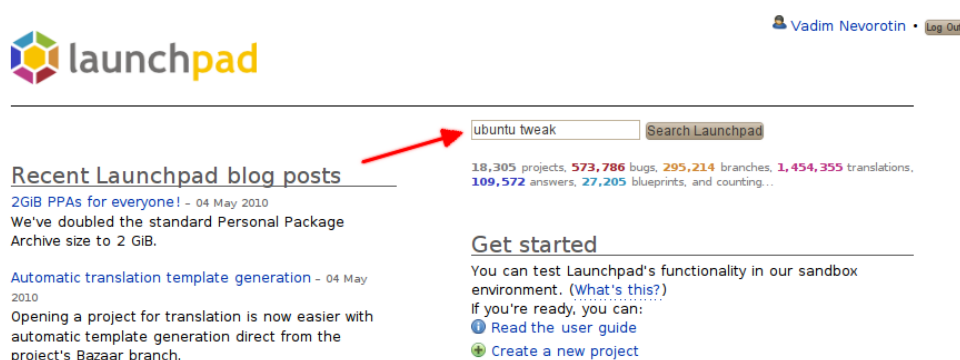 Vadim Nevorotin • Log Out
launchpad
ubuntu tweak Search Launchpad
18,305 projects, 573,786 bugs, 295,214 branches, 1,454,355 translations,
109,572 answers, 27,205 blueprints, and counting...
Recent Launchpad blog posts
2GiB PPAs for everyone! – 04 May 2010
We've doubled the standard Personal Package
Archive size to 2 GiB.
Automatic translation template generation – 04 May
2010
Opening a project for translation is now easier with
automatic template generation direct from the
project's Bazaar branch.
Get started
You can test Launchpad's functionality in our sandbox
environment. (What's this?)
If you're ready, you can:
Read the user guide
Create a new project